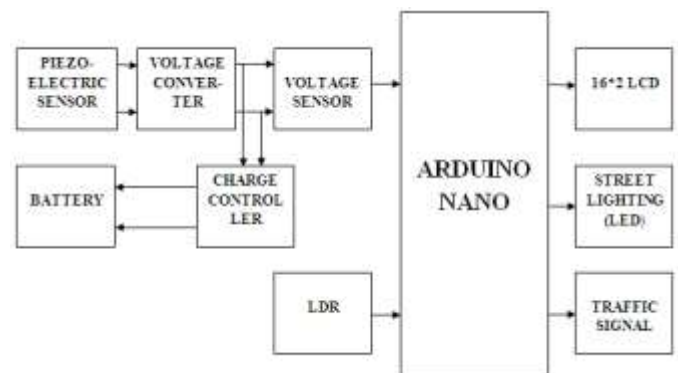 PIEZO-
ELECTRIC
SENSOR
VOLTAGE
CONVER-
TER
VOLTAGE
SENSOR
ARDUINO
NANO
16*2 LCD
BATTERY
CHARGE
CONTROL
LER
STREET
LIGHTING
(LED)
LDR
TRAFFIC
SIGNAL